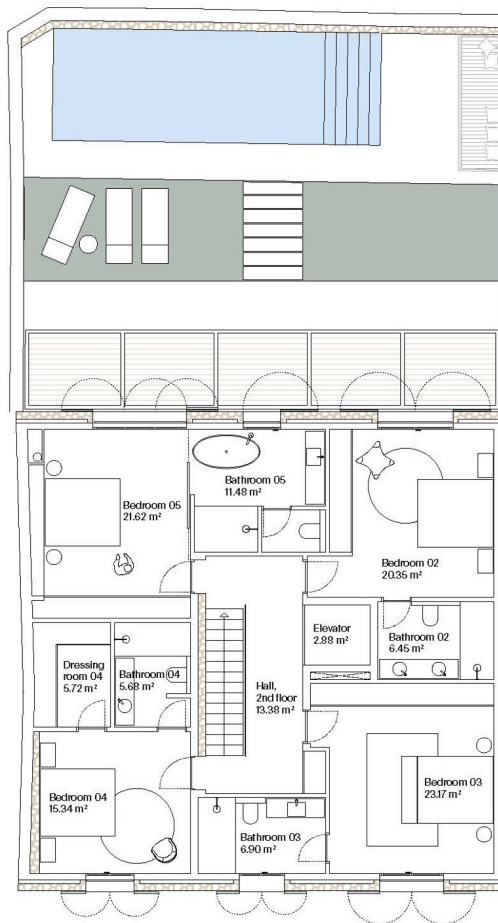 Bathroom 05
11.48 m²
Bedroom 05
21.62 m²
Bedroom 02
20.35 m²
Elevator
2.88 m²
Bathroom 02
6.45 m²
Dressing
room 04
5.72 m²
Bathroom 04
5.68 m²
Hall,
2nd floor
13.38 m²
Bedroom 04
15.34 m²
Bedroom 03
23.17 m²
Bathroom 03
6.90 m²